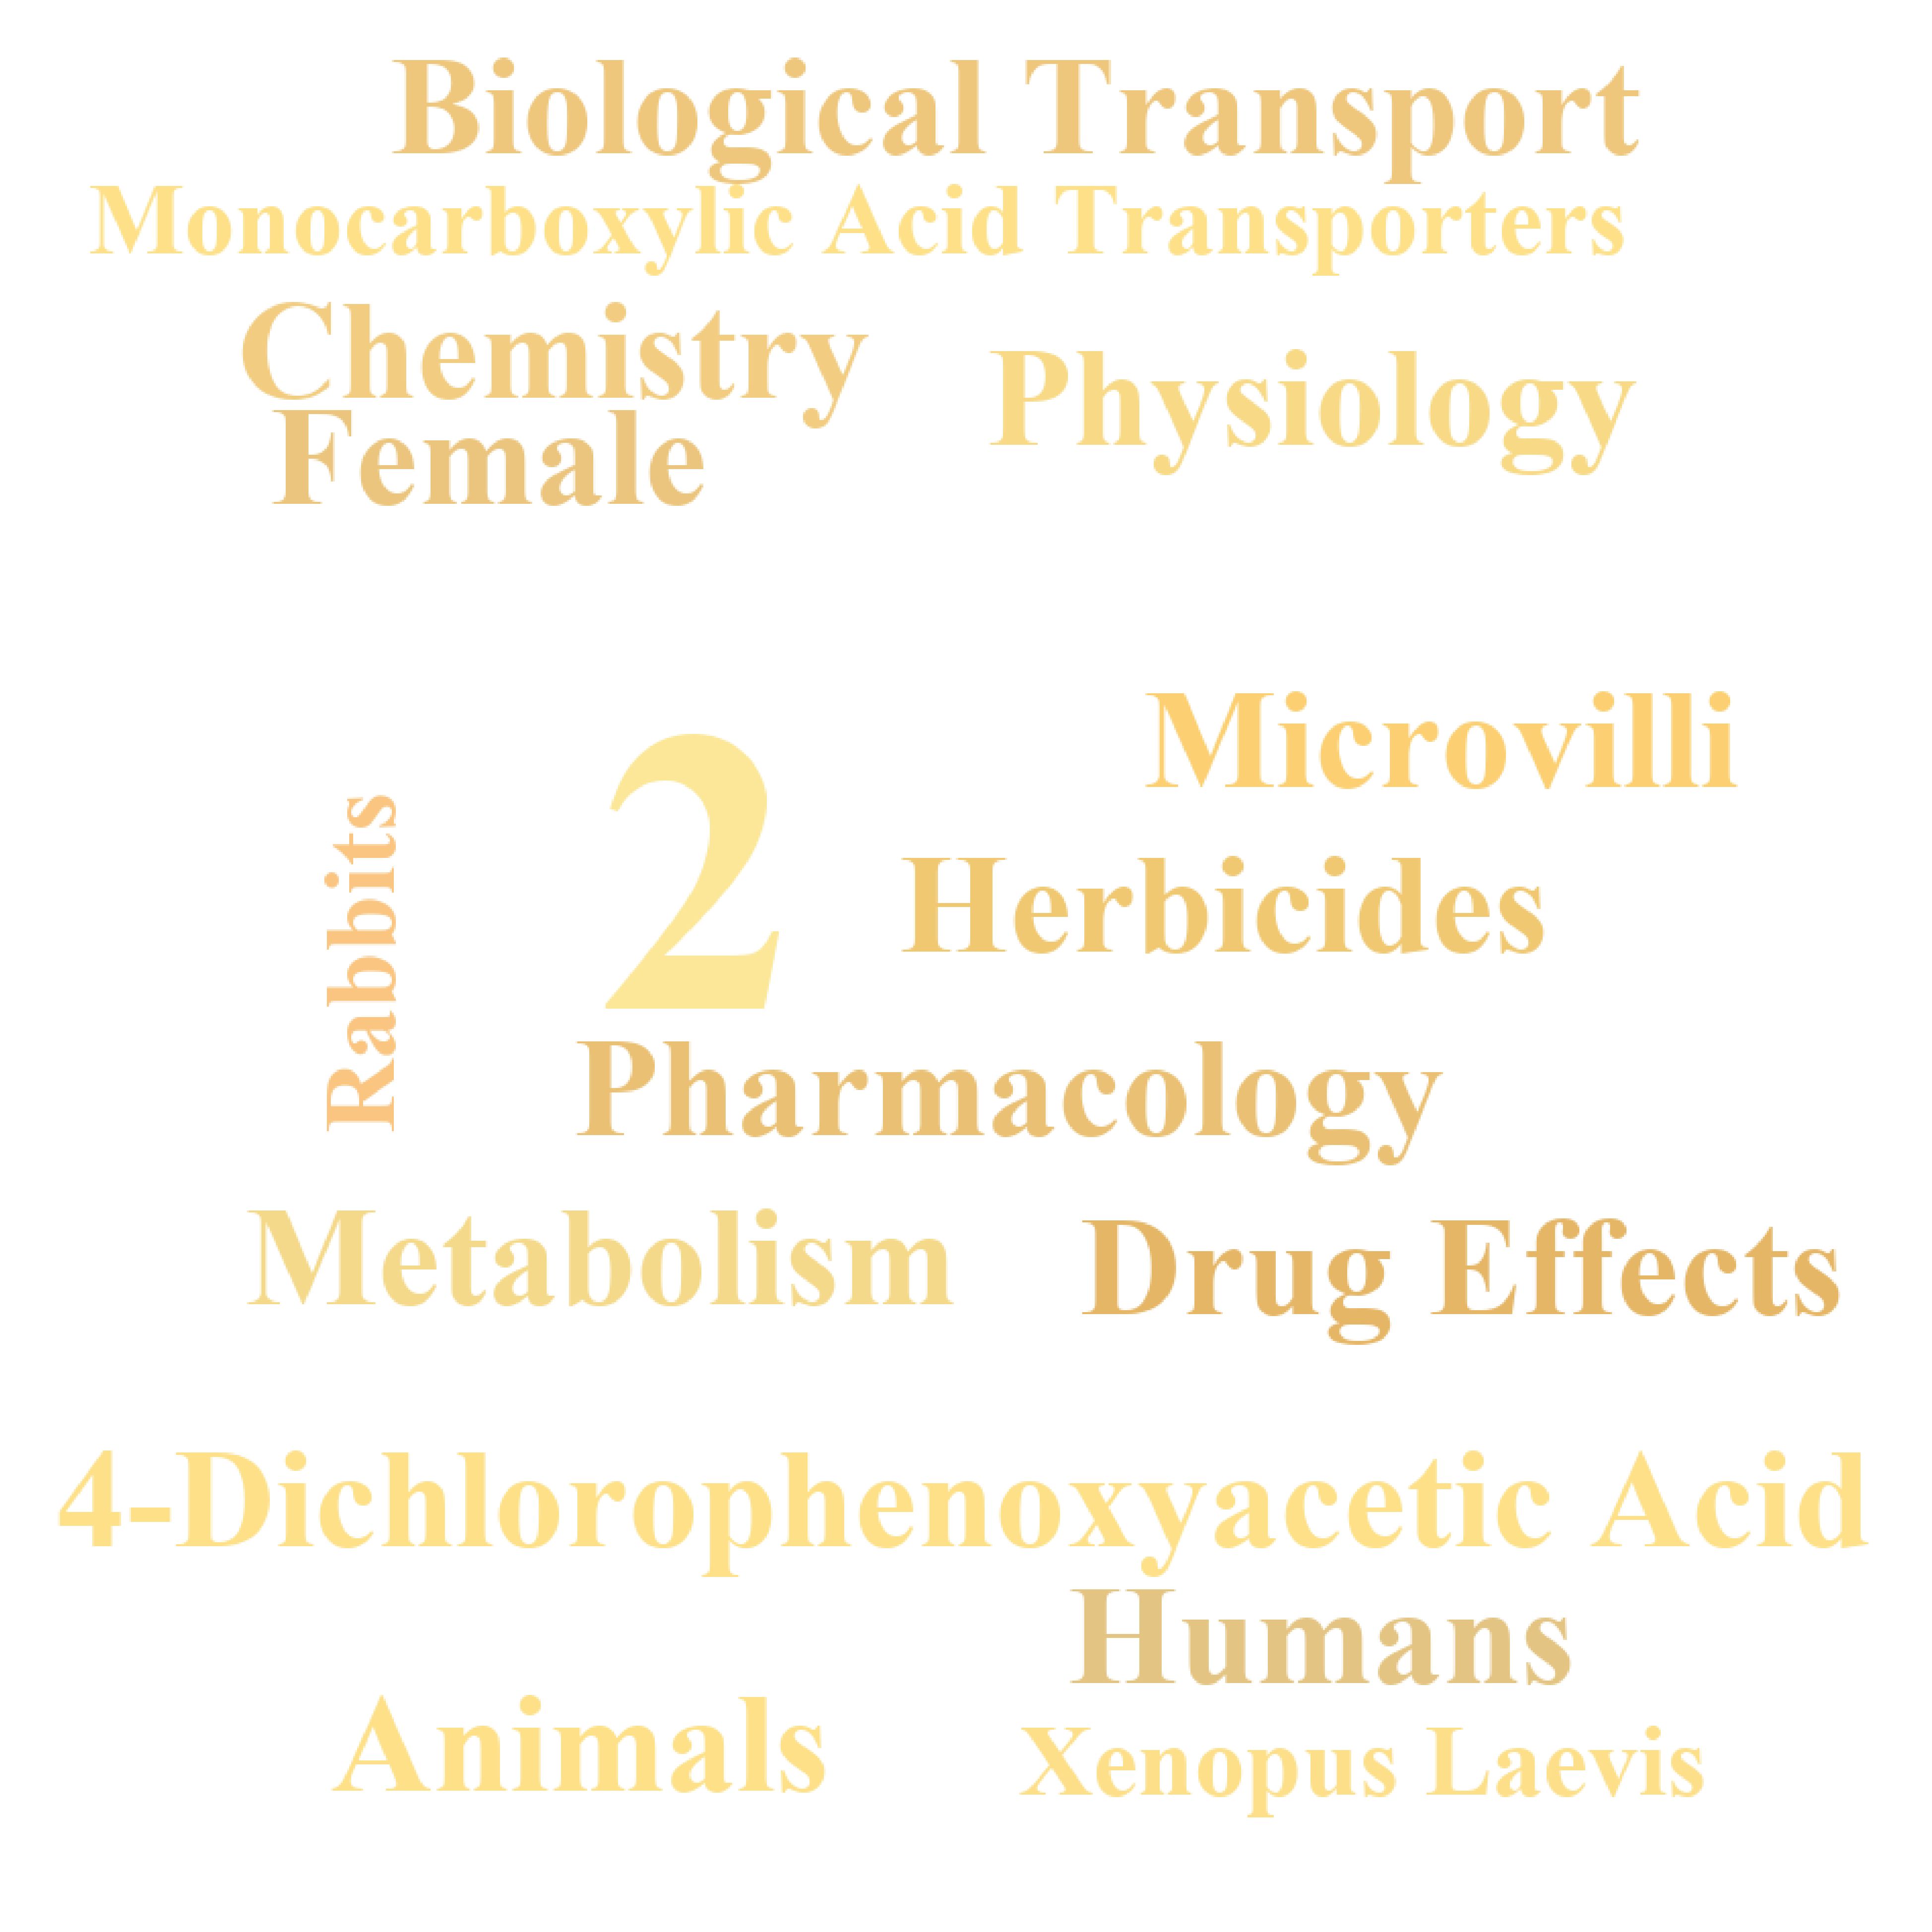 Biological Transport
Monocarboxylic Acid Transporters
Chemistry
Physiology
Female
Microvilli
Rabbits
2
Herbicides
Pharmacology
Metabolism
Drug Effects
4-Dichlorophenoxyacetic Acid
Humans
Animals
Xenopus Laevis